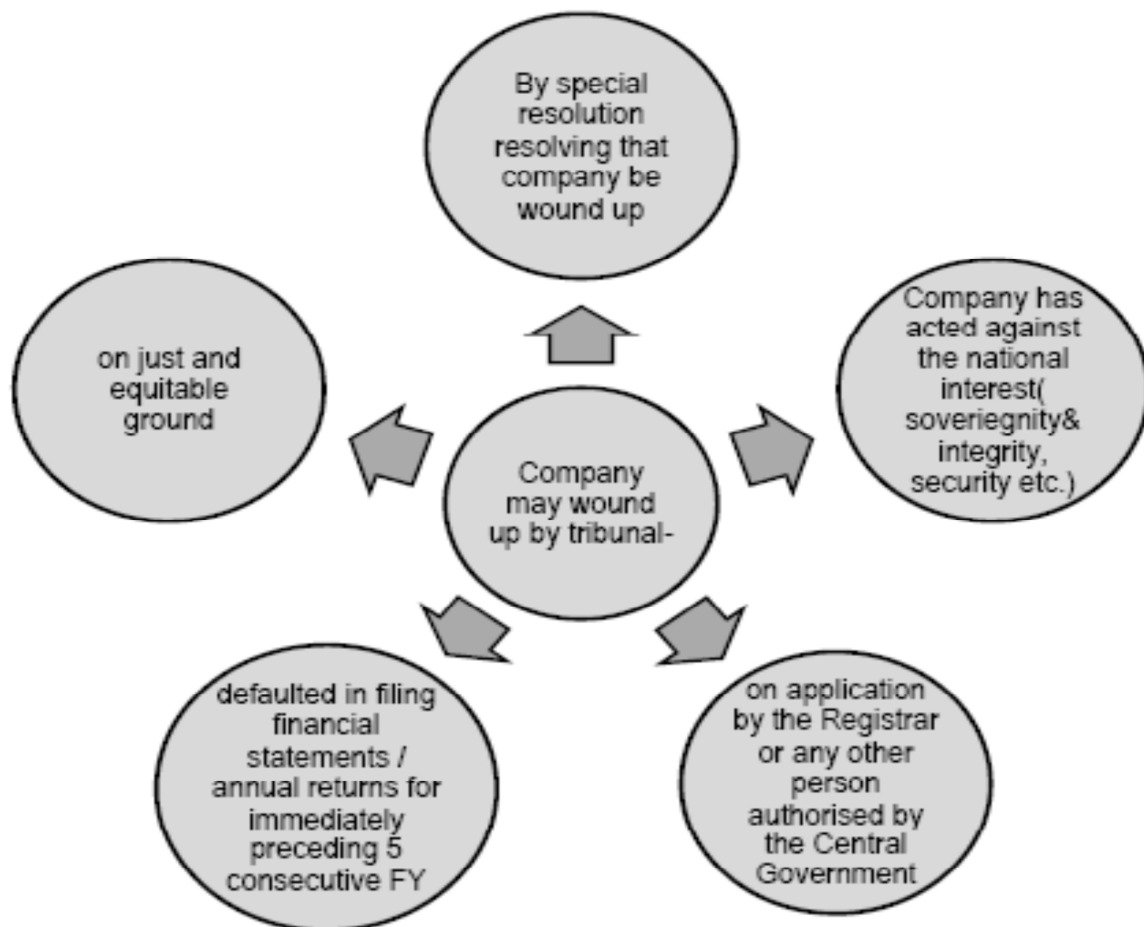 By special
resolution
resolving that
company be
wound up
Company has
acted against
the national
interest(
soveriegnity&
integrity,
security etc.)
on just and
equitable
ground
Company
may wound
up by tribunal-
defaulted in filing
financial
statements /
annual returns for
immediately
preceding 5
consecutive FY
on application
by the Registrar
or any other
person
authorised by
the Central
Government